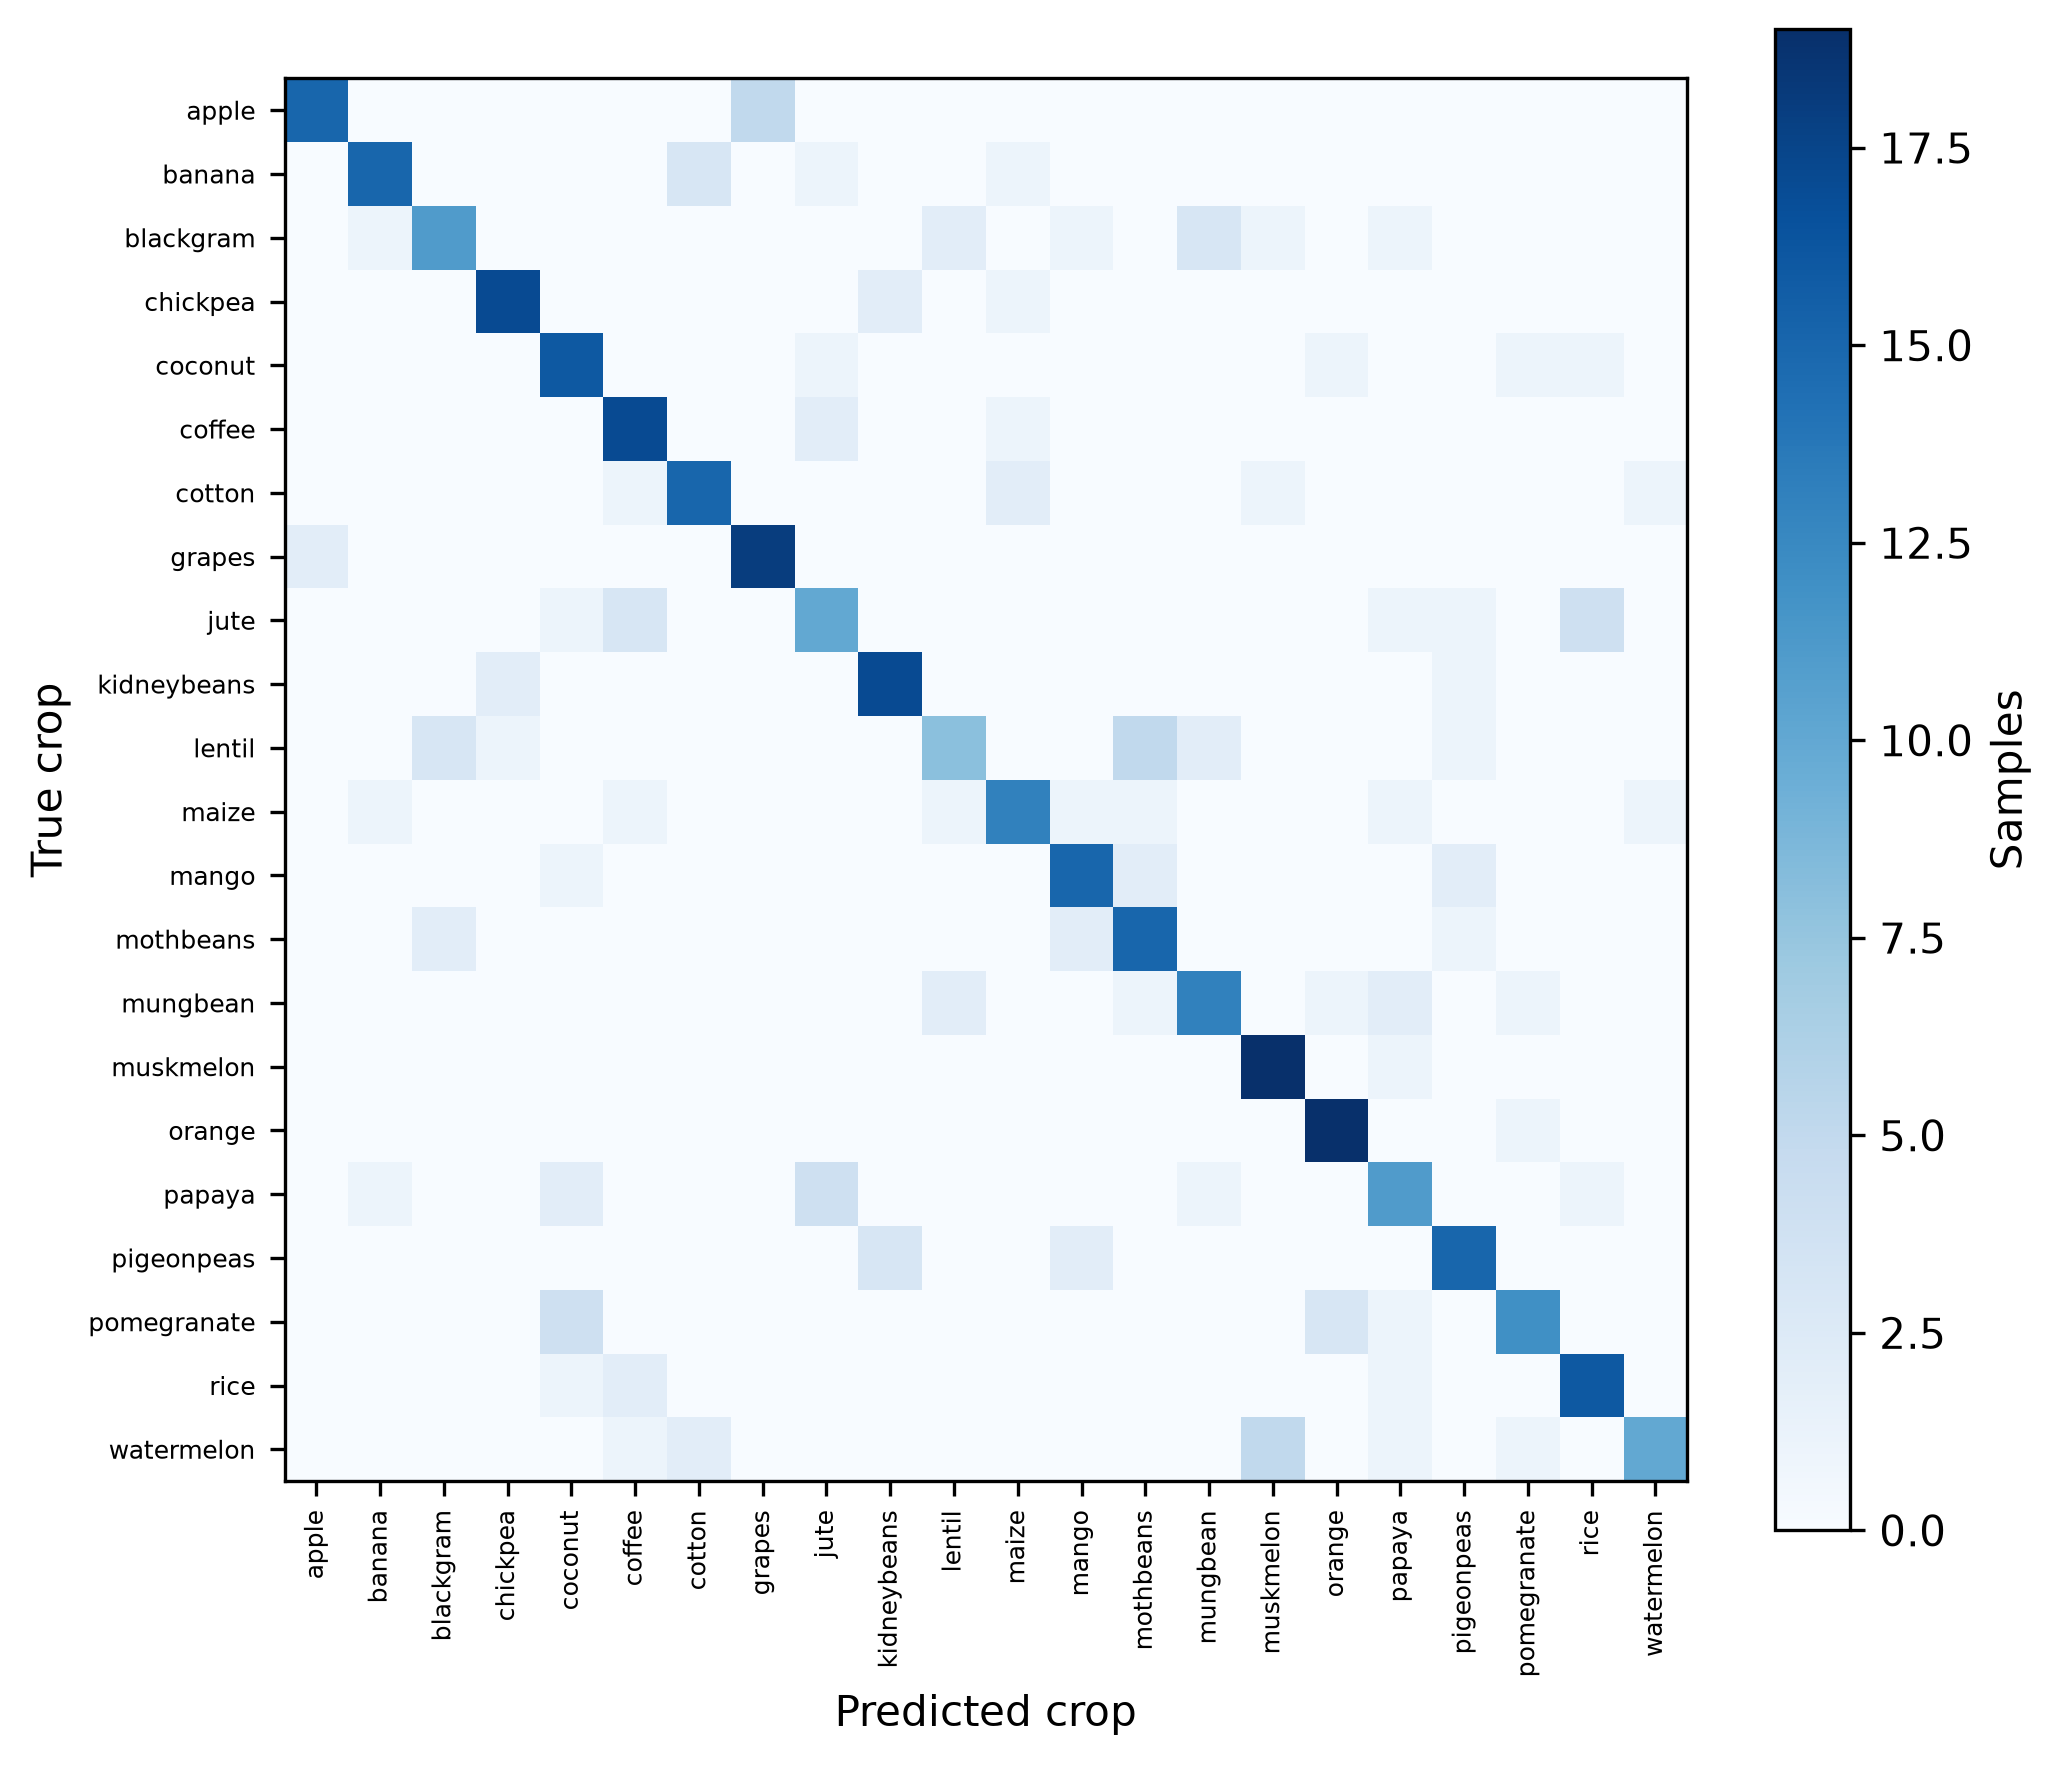 apple
banana
blackgram
chickpea
coconut
coffee
cotton
grapes
jute
kidneybeans
lentil
maize
mango
mothbeans
mungbean
muskmelon
orange
papaya
pigeonpeas
pomegranate
rice
watermelon
True crop
apple
banana
blackgram
chickpea
coconut
coffee
cotton
grapes
jute
kidneybeans
lentil
maize
mango
mothbeans
mungbean
muskmelon
orange
papaya
pigeonpeas
pomegranate
rice
watermelon
Predicted crop
17.5
15.0
12.5
10.0
7.5
5.0
2.5
0.0
Samples